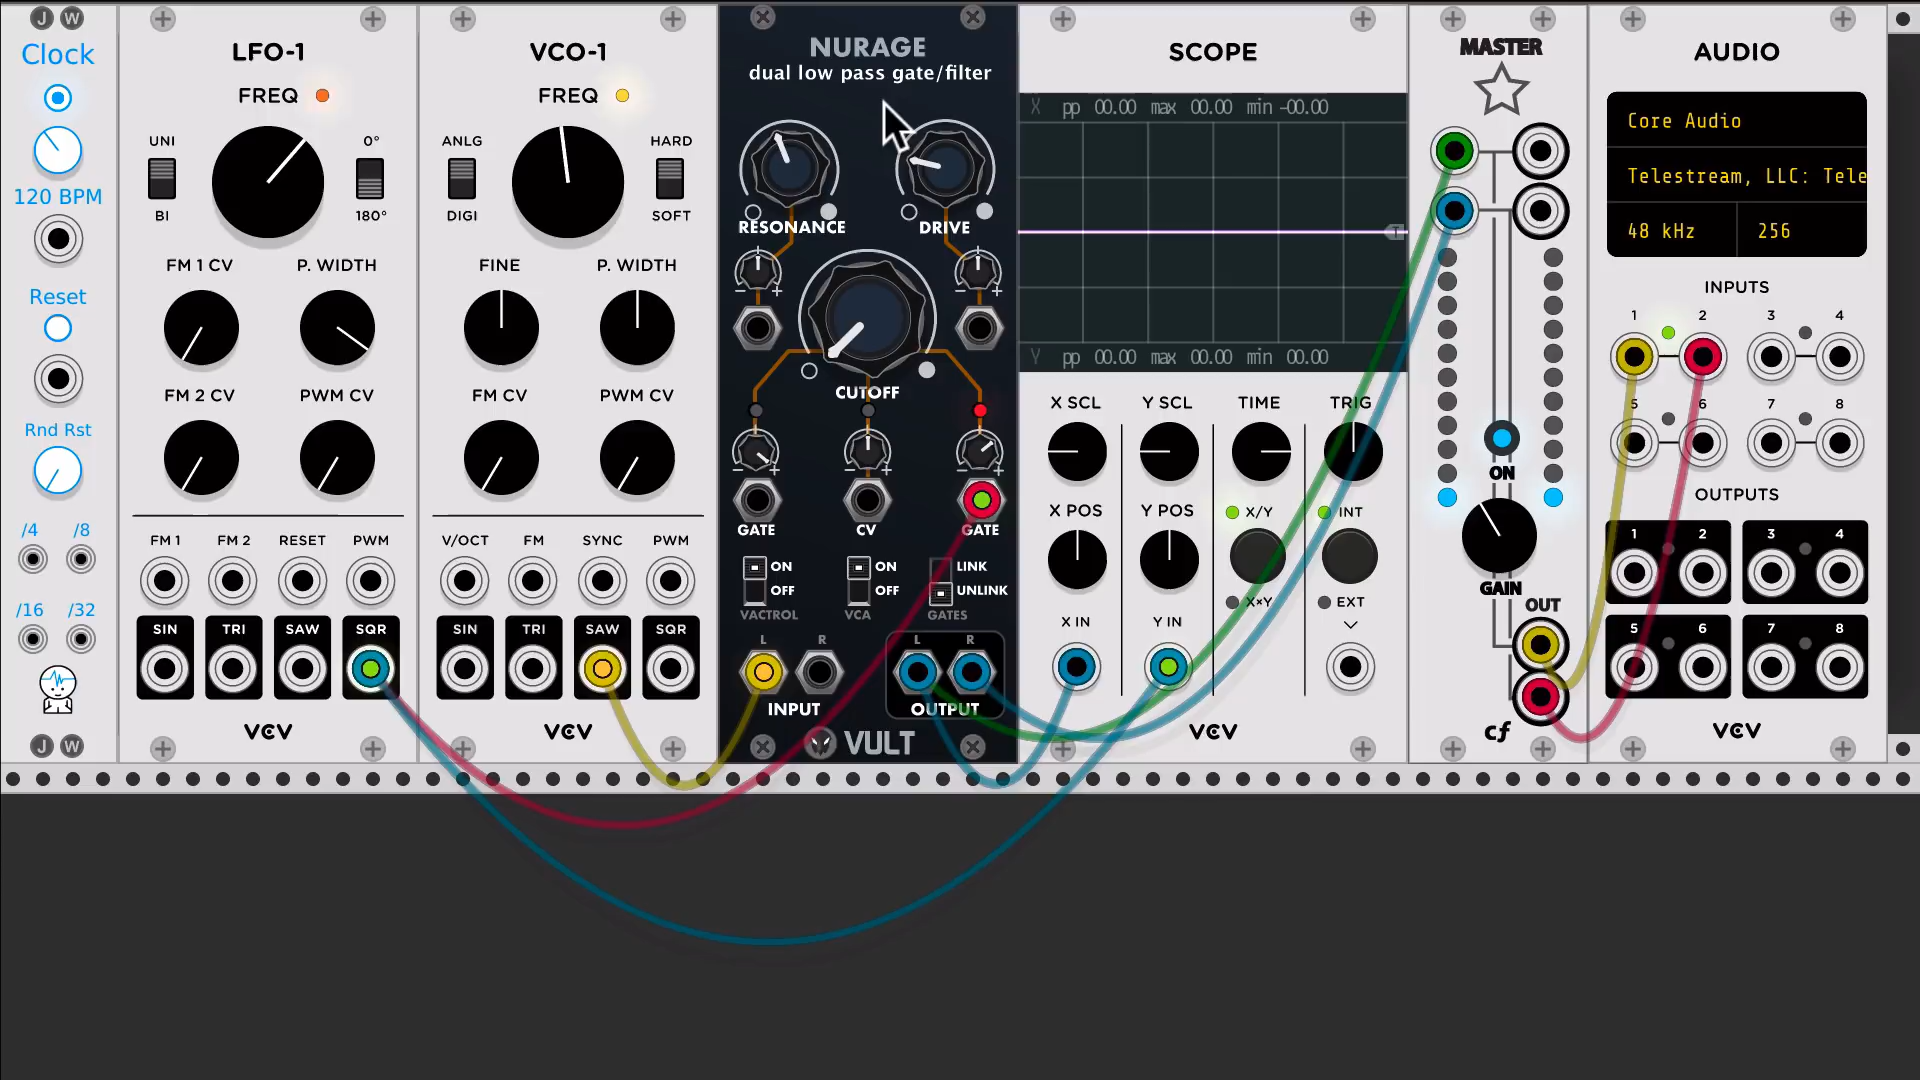 J W
Clock
120 BPM
Reset
Rnd Rst
/4 /8
/16 /32
J W
LFO-1
FREQ
UNI
BI
0°
180°
FM 1 CV P. WIDTH
FM 2 CV PWM CV
FM 1 FM 2 RESET PWM
SIN TRI SAW SQR
VCV
VCO-1
FREQ
ANLG
DIGI
HARD
SOFT
FINE P. WIDTH
FM CV PWM CV
V/OCT FM SYNC PWM
SIN TRI SAW SQR
VCV
NURAGE
dual low pass gate/filter
RESONANCE DRIVE
- + - +
CUTOFF
- + - + - +
GATE CV GATE
ON ON LINK
OFF OFF UNLINK
VACTROL VCA GATES
L R L R
INPUT OUTPUT
VULT
SCOPE
X pp 00.00 max 00.00 min -00.00
T
Y pp 00.00 max 00.00 min 00.00
X SCL Y SCL TIME TRIG
X POS Y POS X/Y INT
X×Y EXT
X IN Y IN
VCV
MASTER
ON
GAIN
OUT
cf
AUDIO
Core Audio
Telestream, LLC: Tele
48 kHz 256
INPUTS
1 2 3 4
5 6 7 8
OUTPUTS
1 2 3 4
5 6 7 8
VCV